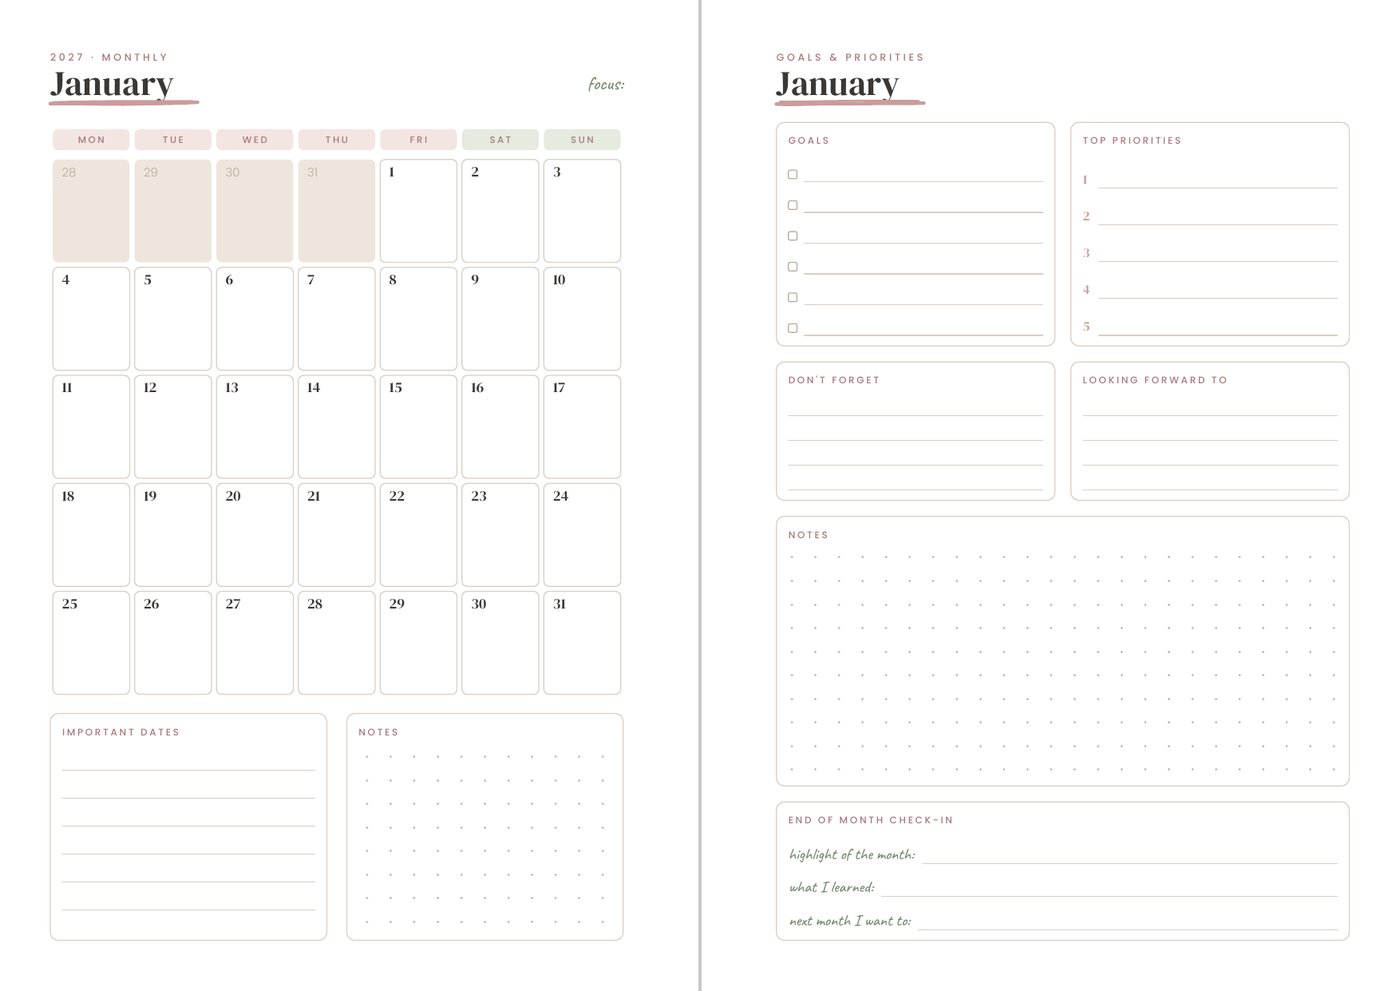 2027 · MONTHLY
January
focus:
MON TUE WED THU FRI SAT SUN
28 29 30 31 1 2 3
4 5 6 7 8 9 10
11 12 13 14 15 16 17
18 19 20 21 22 23 24
25 26 27 28 29 30 31
IMPORTANT DATES
NOTES
GOALS & PRIORITIES
January
GOALS
TOP PRIORITIES
1
2
3
4
5
DON'T FORGET
LOOKING FORWARD TO
NOTES
END OF MONTH CHECK-IN
highlight of the month:
what I learned:
next month I want to: